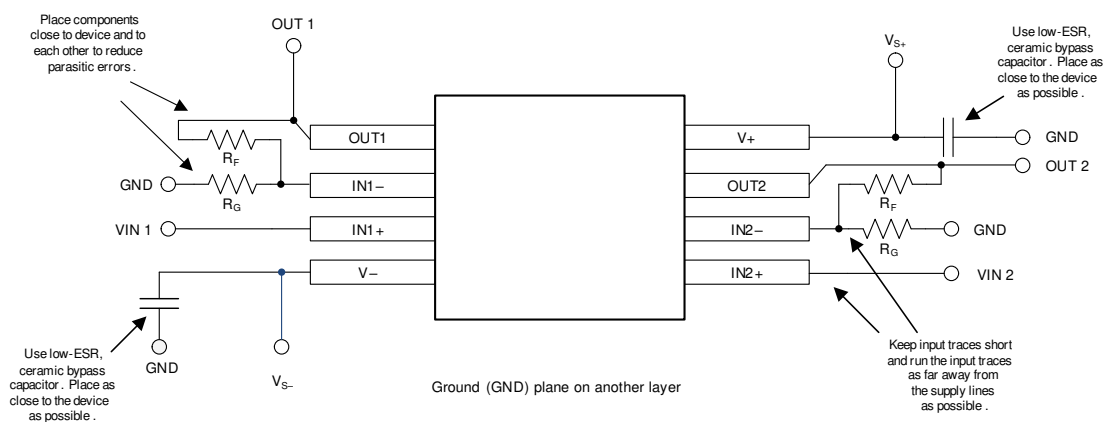 Place components
close to device and to
each other to reduce
parasitic errors .
OUT 1
VS+
Use low-ESR,
ceramic bypass
capacitor . Place as
close to the device
as possible .
OUT1
V+
GND
RF
OUT 2
GND
RG
IN1−
OUT2
RF
VIN 1
IN1+
IN2−
RG
GND
V−
IN2+
VIN 2
Use low-ESR,
ceramic bypass
capacitor . Place as
close to the device
as possible .
GND
VS−
Ground (GND) plane on another layer
Keep input traces short
and run the input traces
as far away from
the supply lines
as possible .